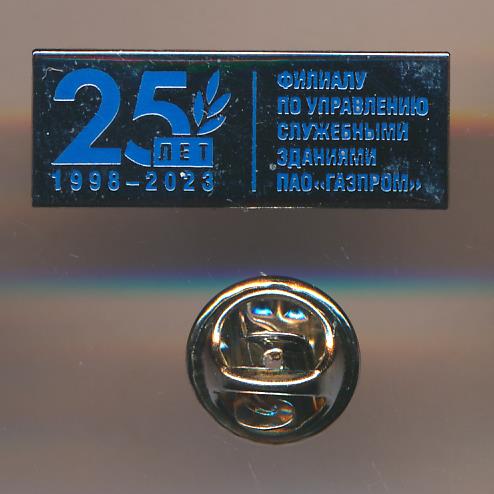 25
ЛЕТ
1998-2023
ФИЛИАЛУ
ПО УПРАВЛЕНИЮ
СЛУЖЕБНЫМИ
ЗДАНИЯМИ
ПАО «ГАЗПРОМ»